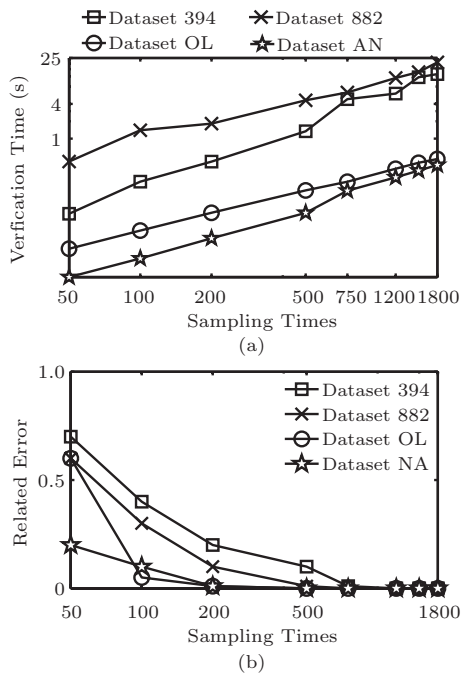 Dataset 394 Dataset 882
Dataset OL Dataset AN
25
4
1
Verfication Time (s)
50 100 200 500 750 1200 1800
Sampling Times
(a)
1.0
0.5
0
Related Error
Dataset 394
Dataset 882
Dataset OL
Dataset NA
50 100 200 500 1800
Sampling Times
(b)